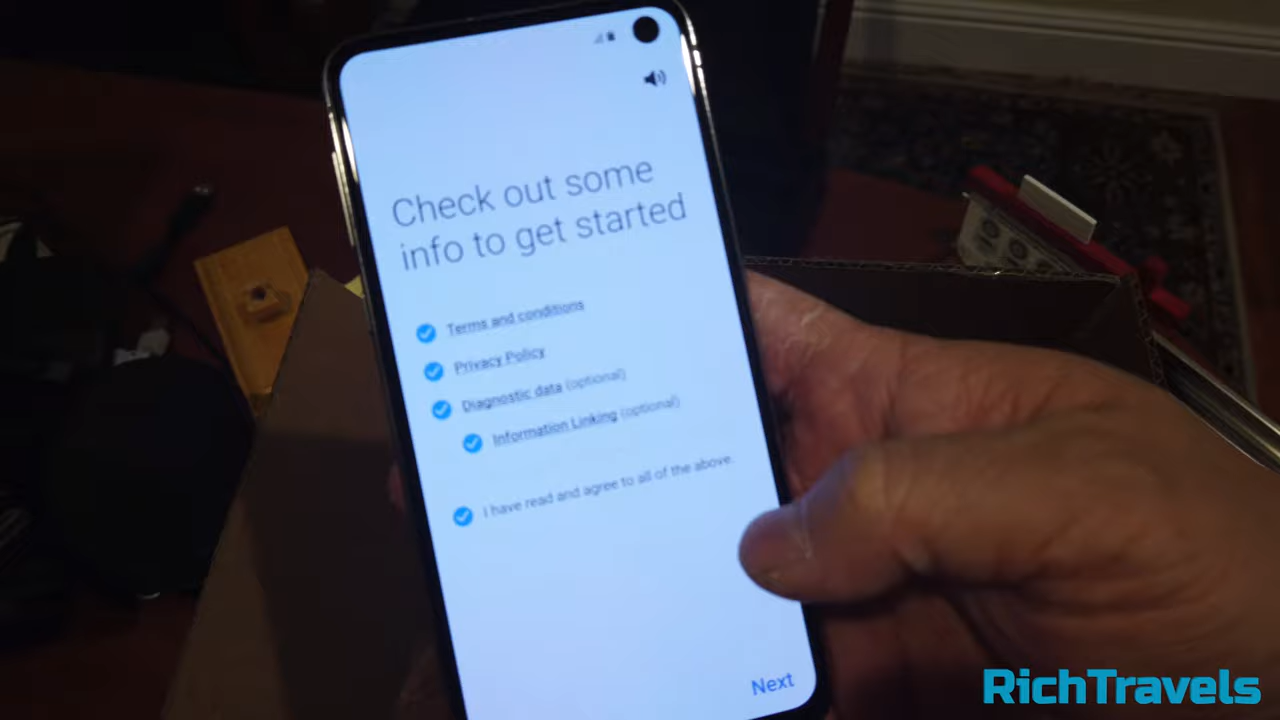 Check out some
info to get started
Terms and conditions
Privacy Policy
Diagnostic data (optional)
Information Linking (optional)
I have read and agree to all of the above.
Next
RichTravels